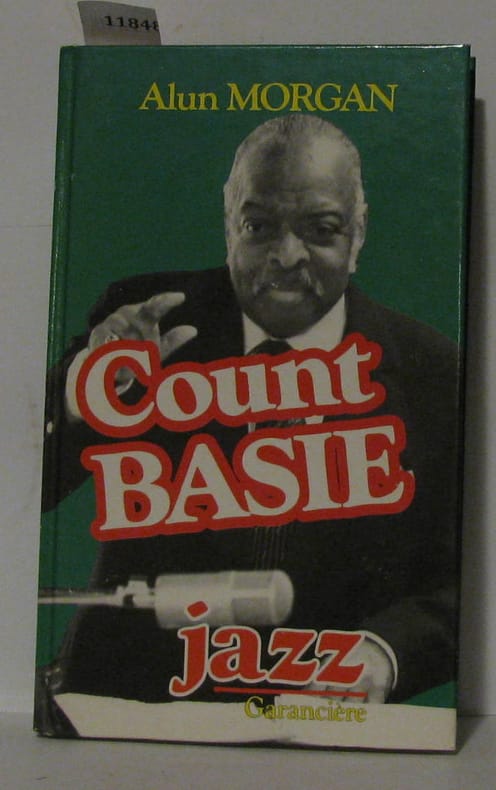 11848
Alun MORGAN
Count
BASIE
jazz
Garancière